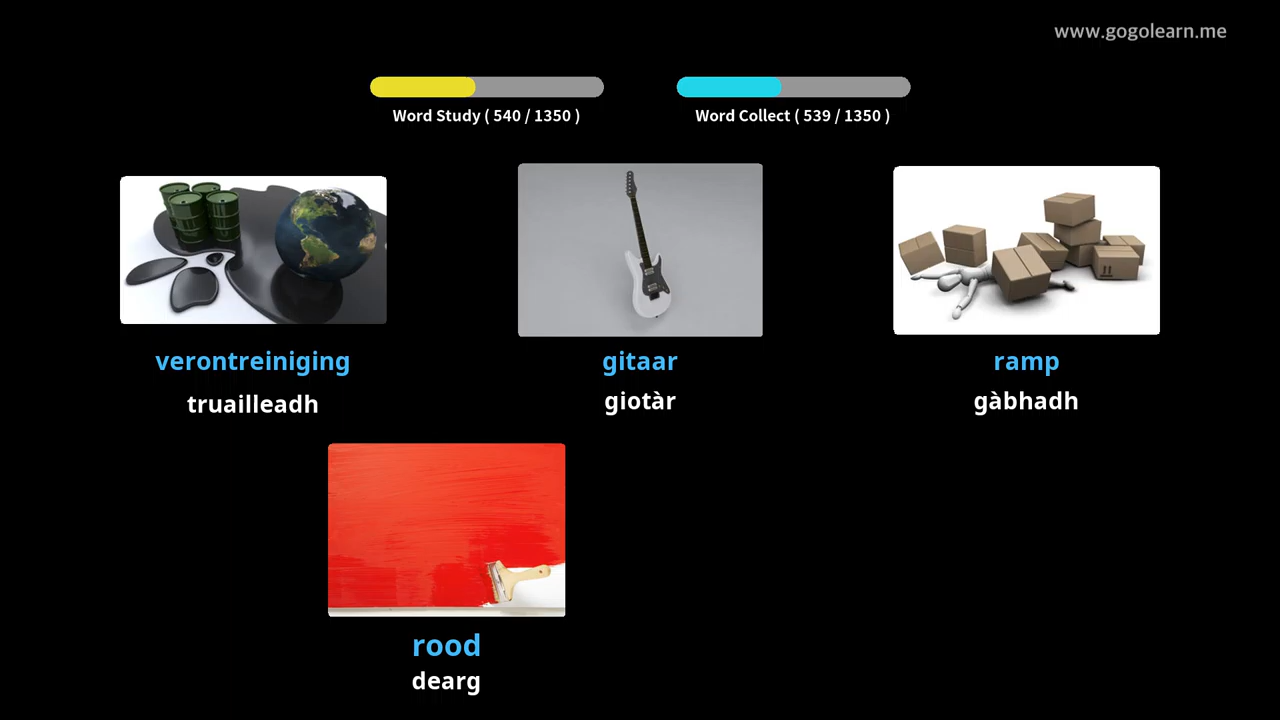 www.gogolearn.me
Word Study ( 540 / 1350 )
Word Collect ( 539 / 1350 )
verontreiniging
truailleadh
gitaar
giotàr
ramp
gàbhadh
rood
dearg